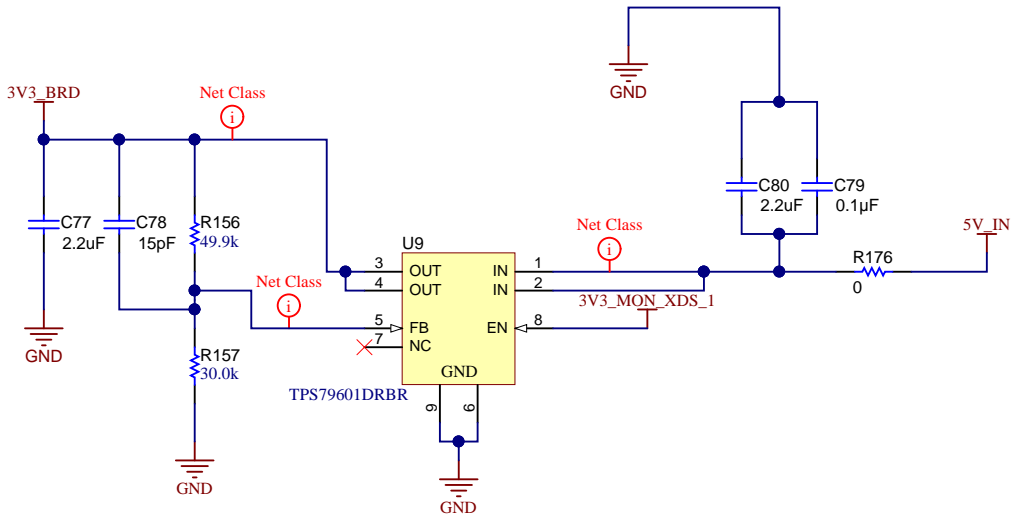 GND
3V3_BRD
Net Class
C77
2.2uF
C78
15pF
R156
49.9k
C80
2.2uF
C79
0.1µF
5V_IN
U9
3 OUT
4 OUT
5 FB
7 NC
IN 1
IN 2
EN 8
GND
9
6
TPS79601DRBR
Net Class
i
Net Class
i
i
3V3_MON_XDS_1
R176
0
R157
30.0k
GND
GND
GND